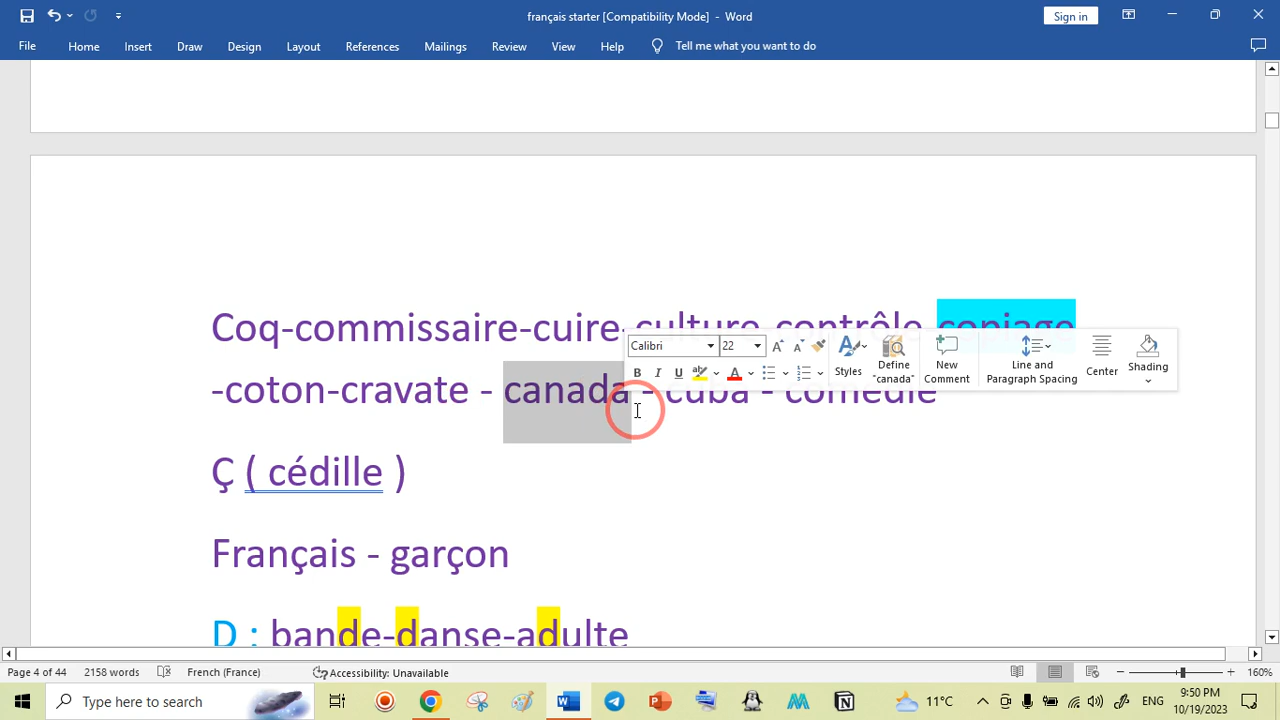 français starter [Compatibility Mode] - Word
Sign in
File Home Insert Draw Design Layout References Mailings Review View Help Tell me what you want to do
Coq-commissaire-cuire-culture-contrôle-copiage
Calibri 22
Styles Define "canada" New Comment Line and Paragraph Spacing Center Shading
-coton-cravate - canada - cuba - comédie
Ç ( cédille )
Français - garçon
D : bande-danse-adulte
Page 4 of 44 2158 words French (France) Accessibility: Unavailable 160%
Type here to search 11°C ENG 9:50 PM
10/19/2023